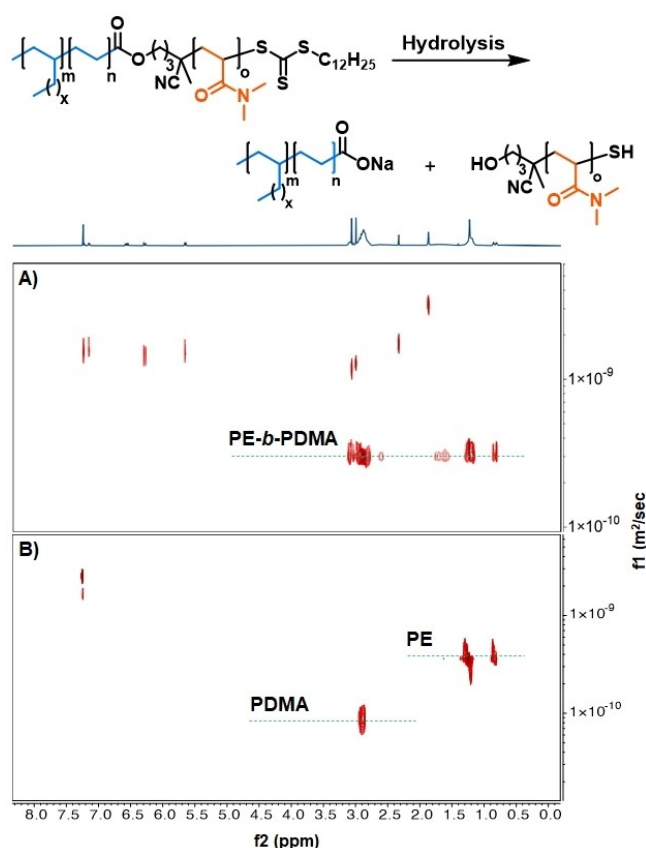 Hydrolysis
m n O O 3 NC o S S C12H25 S O N x
m n O ONa x + HO 3 NC o SH O N
A)
1×10-9
PE-b-PDMA
1×10-10
f1 (m2/sec)
B)
1×10-9
PE
PDMA
1×10-10
8.0 7.5 7.0 6.5 6.0 5.5 5.0 4.5 4.0 3.5 3.0 2.5 2.0 1.5 1.0 0.5 0.0
f2 (ppm)